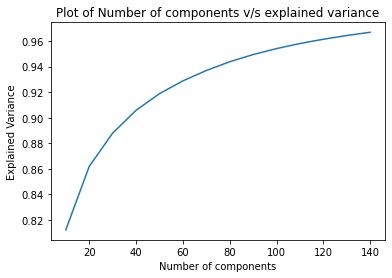 Plot of Number of components v/s explained variance
0.96
0.94
0.92
0.90
0.88
0.86
0.84
0.82
Explained Variance
20 40 60 80 100 120 140
Number of components